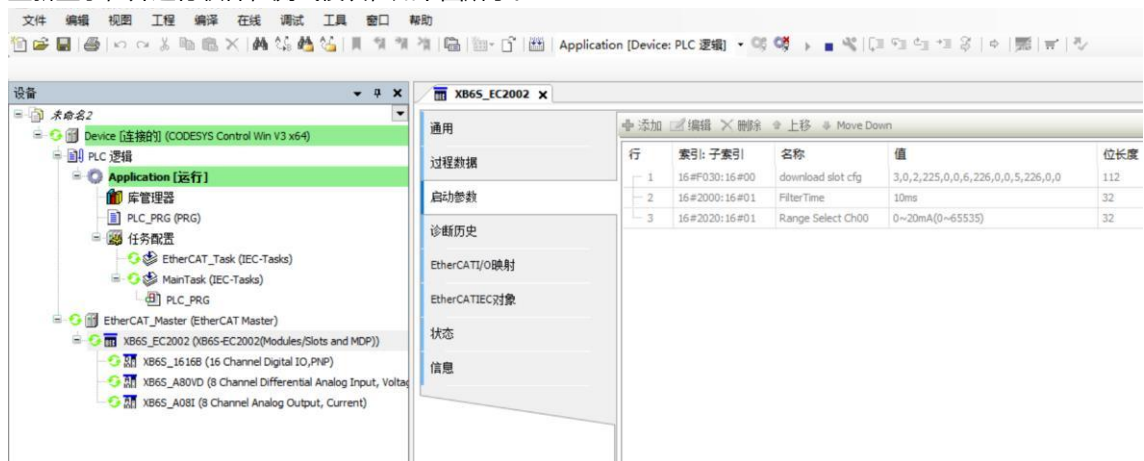 文件 编辑 视图 工程 编译 在线 调试 工具 窗口 帮助
Application [Device: PLC 逻辑]
设备
XB6S_EC2002
未命名2
Device [连接的] (CODESYS Control Win V3 x64)
PLC 逻辑
Application [运行]
库管理器
PLC_PRG (PRG)
任务配置
EtherCAT_Task (IEC-Tasks)
MainTask (IEC-Tasks)
PLC_PRG
EtherCAT_Master (EtherCAT Master)
XB6S_EC2002 (XB6S-EC2002(Modules/Slots and MDP))
XB6S_1616B (16 Channel Digital IO,PNP)
XB6S_A80VD (8 Channel Differential Analog Input, Voltag
XB6S_A08I (8 Channel Analog Output, Current)
通用
过程数据
启动参数
诊断历史
EtherCATI/O映射
EtherCATIEC对象
状态
信息
添加 编辑 删除 上移 Move Down
行 索引: 子索引 名称 值 位长度
1 16#F030:16#00 download slot cfg 3,0,2,225,0,0,6,226,0,0,5,226,0,0 112
2 16#2000:16#01 FilterTime 10ms 32
3 16#2020:16#01 Range Select Ch00 0~20mA(0~65535) 32